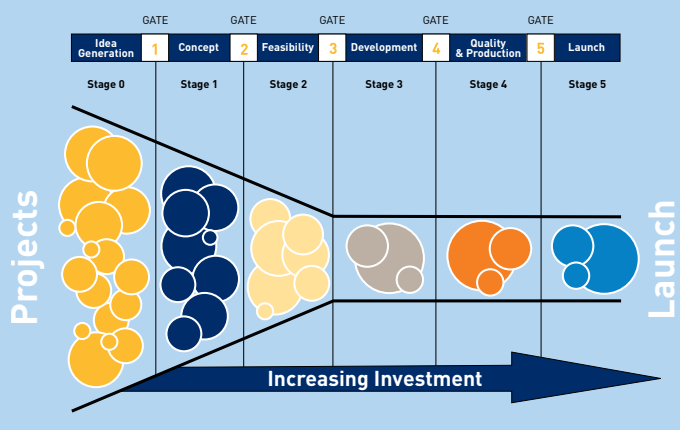 GATE GATE GATE GATE GATE
Idea
Generation 1 Concept 2 Feasibility 3 Development 4 Quality
& Production 5 Launch
Stage 0 Stage 1 Stage 2 Stage 3 Stage 4 Stage 5
Projects
Launch
Increasing Investment